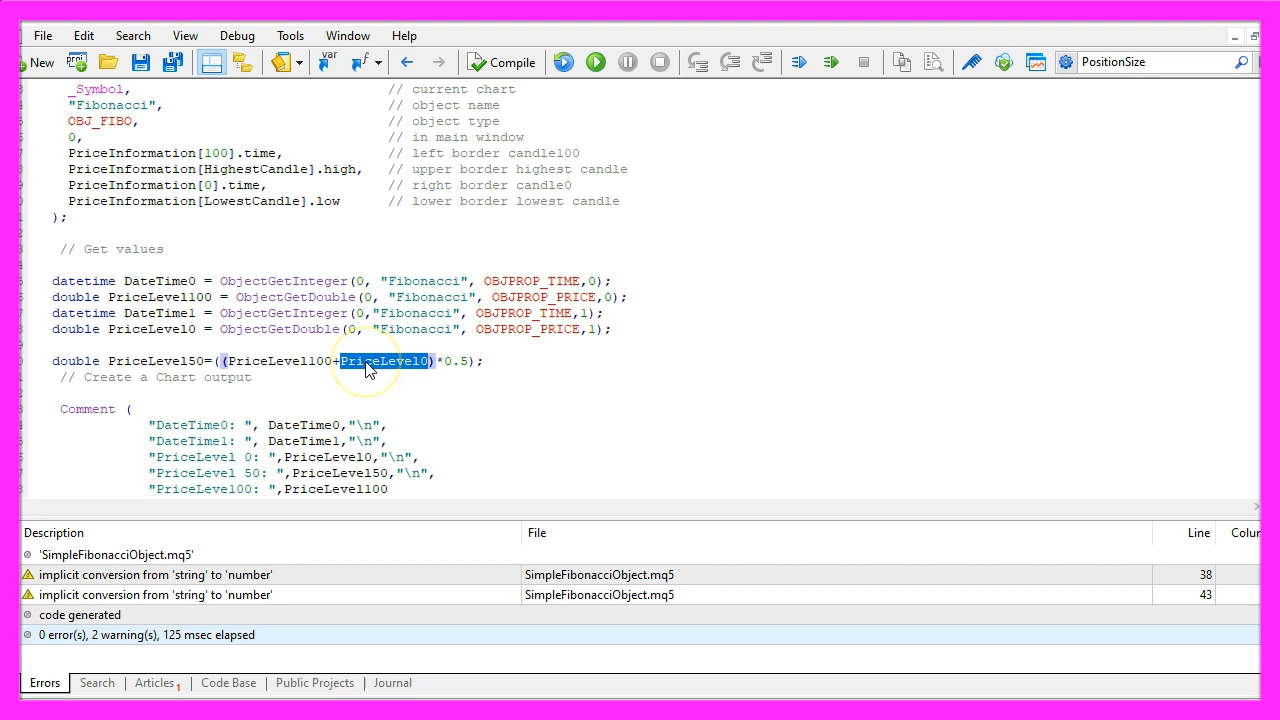 File Edit Search View Debug Tools Window Help
New Compile PositionSize
_Symbol, // current chart
"Fibonacci", // object name
OBJ_FIBO, // object type
0, // in main window
PriceInformation[100].time, // left border candle100
PriceInformation[HighestCandle].high, // upper border highest candle
PriceInformation[0].time, // right border candle0
PriceInformation[LowestCandle].low // lower border lowest candle
);
// Get values
datetime DateTime0 = ObjectGetInteger(0, "Fibonacci", OBJPROP_TIME,0);
double PriceLevel100 = ObjectGetDouble(0, "Fibonacci", OBJPROP_PRICE,0);
datetime DateTime1 = ObjectGetInteger(0,"Fibonacci", OBJPROP_TIME,1);
double PriceLevel0 = ObjectGetDouble(0, "Fibonacci", OBJPROP_PRICE,1);
double PriceLevel50=((PriceLevel100+PriceLevel0)*0.5);
// Create a Chart output
Comment (
"DateTime0: ", DateTime0,"\n",
"DateTime1: ", DateTime1,"\n",
"PriceLevel 0: ",PriceLevel0,"\n",
"PriceLevel 50: ",PriceLevel50,"\n",
"PriceLeve100: ",PriceLevel100
Description File Line Colur
'SimpleFibonacciObject.mq5'
implicit conversion from 'string' to 'number' SimpleFibonacciObject.mq5 38
implicit conversion from 'string' to 'number' SimpleFibonacciObject.mq5 43
code generated
0 error(s), 2 warning(s), 125 msec elapsed
Errors Search Articles 1 Code Base Public Projects Journal